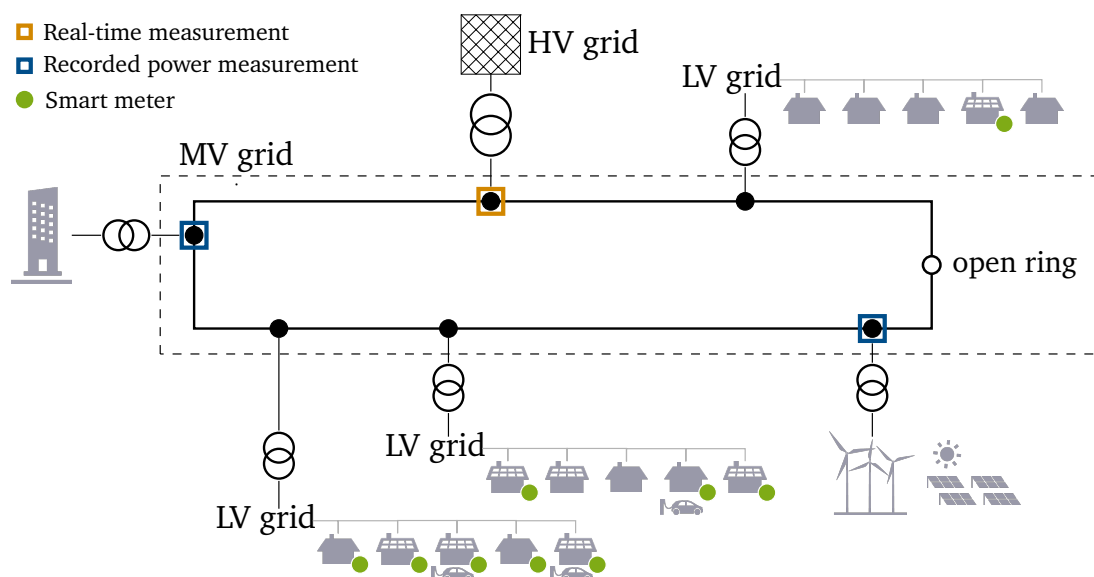 Real-time measurement
Recorded power measurement
Smart meter
HV grid
LV grid
MV grid
open ring
LV grid
LV grid